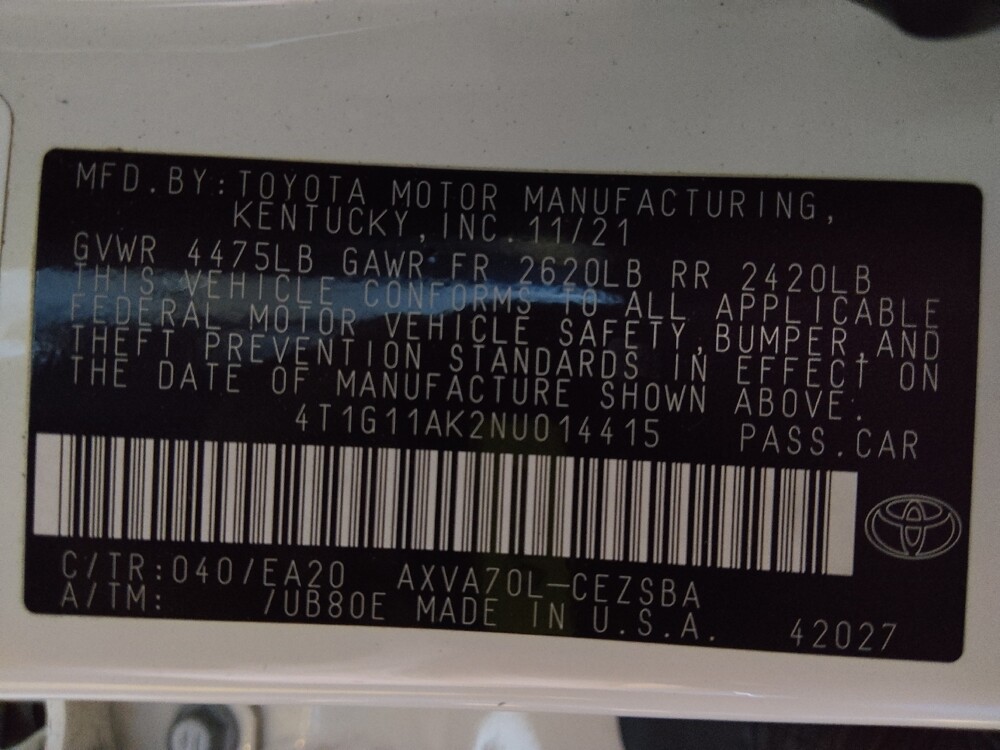 MFD.BY:TOYOTA MOTOR MANUFACTURING,
KENTUCKY,INC. 11/21
GVWR 4475LB GAWR FR 2620LB RR 2420LB
THIS VEHICLE CONFORMS TO ALL APPLICABLE
FEDERAL MOTOR VEHICLE SAFETY,BUMPER,AND
THEFT PREVENTION STANDARDS IN EFFECT ON
THE DATE OF MANUFACTURE SHOWN ABOVE.
4T1G11AK2NU014415 PASS.CAR
C/TR:040/EA20 AXVA70L-CEZSBA
A/TM: /UB80E MADE IN U.S.A. 42027